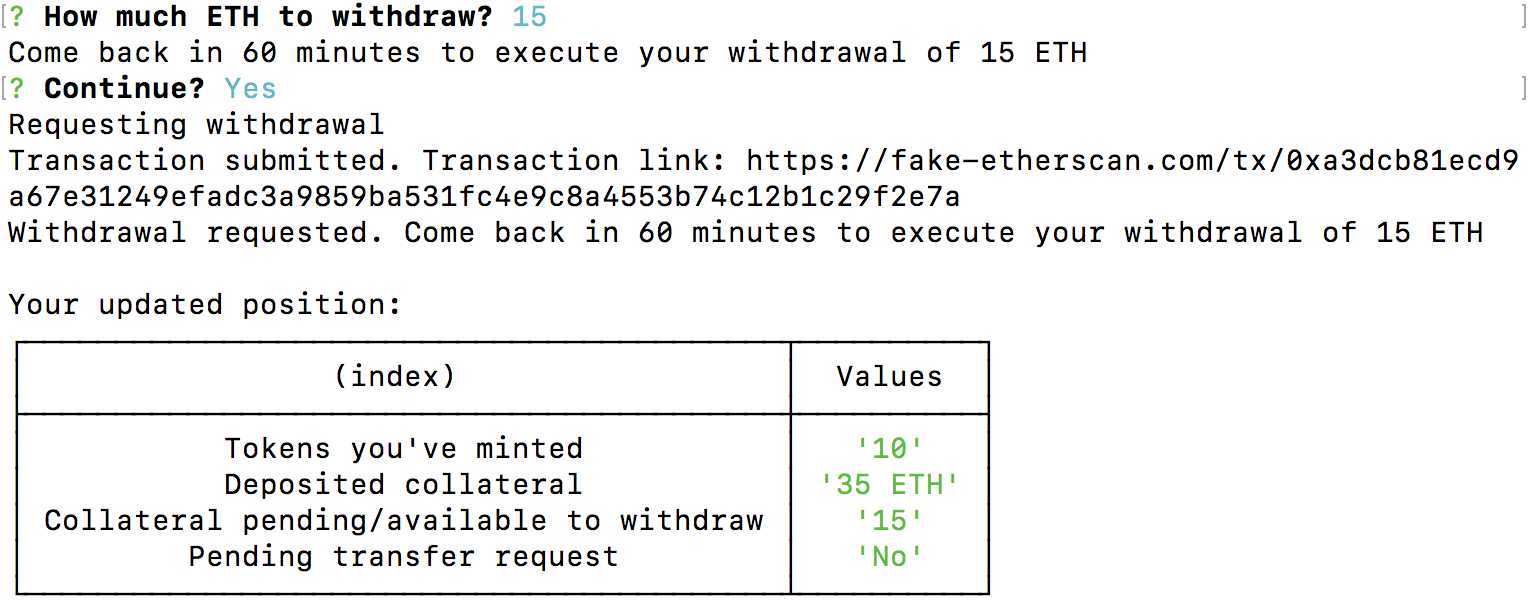 [? How much ETH to withdraw? 15 ]
Come back in 60 minutes to execute your withdrawal of 15 ETH
[? Continue? Yes ]
Requesting withdrawal
Transaction submitted. Transaction link: https://fake-etherscan.com/tx/0xa3dcb81ecd9
a67e31249efadc3a9859ba531fc4e9c8a4553b74c12b1c29f2e7a
Withdrawal requested. Come back in 60 minutes to execute your withdrawal of 15 ETH
Your updated position:
(index) Values
Tokens you've minted '10'
Deposited collateral '35 ETH'
Collateral pending/available to withdraw '15'
Pending transfer request 'No'